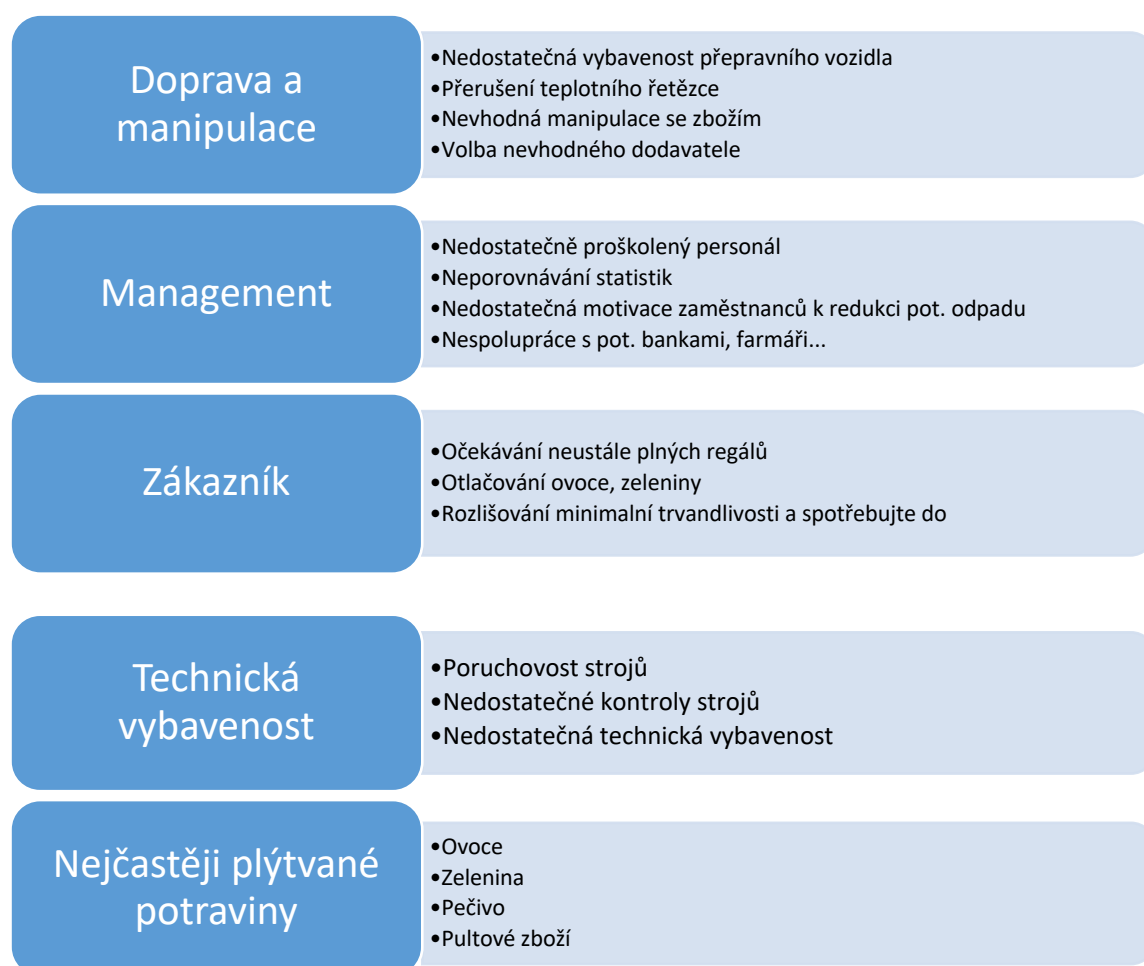 Doprava a
manipulace
•Nedostatečná vybavenost přepravního vozidla
•Přerušení teplotního řetězce
•Nevhodná manipulace se zbožím
•Volba nevhodného dodavatele
Management
•Nedostatečně proškolený personál
•Neporovnávání statistik
•Nedostatečná motivace zaměstnanců k redukci pot. odpadu
•Nespolupráce s pot. bankami, farmáři...
Zákazník
•Očekávání neustále plných regálů
•Otlačování ovoce, zeleniny
•Rozlišování minimalní trvandlivosti a spotřebujte do
Technická
vybavenost
•Poruchovost strojů
•Nedostatečné kontroly strojů
•Nedostatečná technická vybavenost
Nejčastěji plýtvané
potraviny
•Ovoce
•Zelenina
•Pečivo
•Pultové zboží